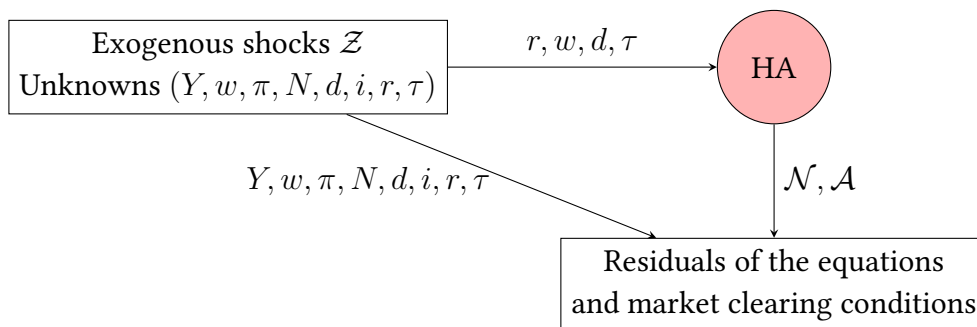 Exogenous shocks 𝒵
Unknowns (Y, w, π, N, d, i, r, τ)
r, w, d, τ
HA
Y, w, π, N, d, i, r, τ
𝒩, 𝒜
Residuals of the equations
and market clearing conditions